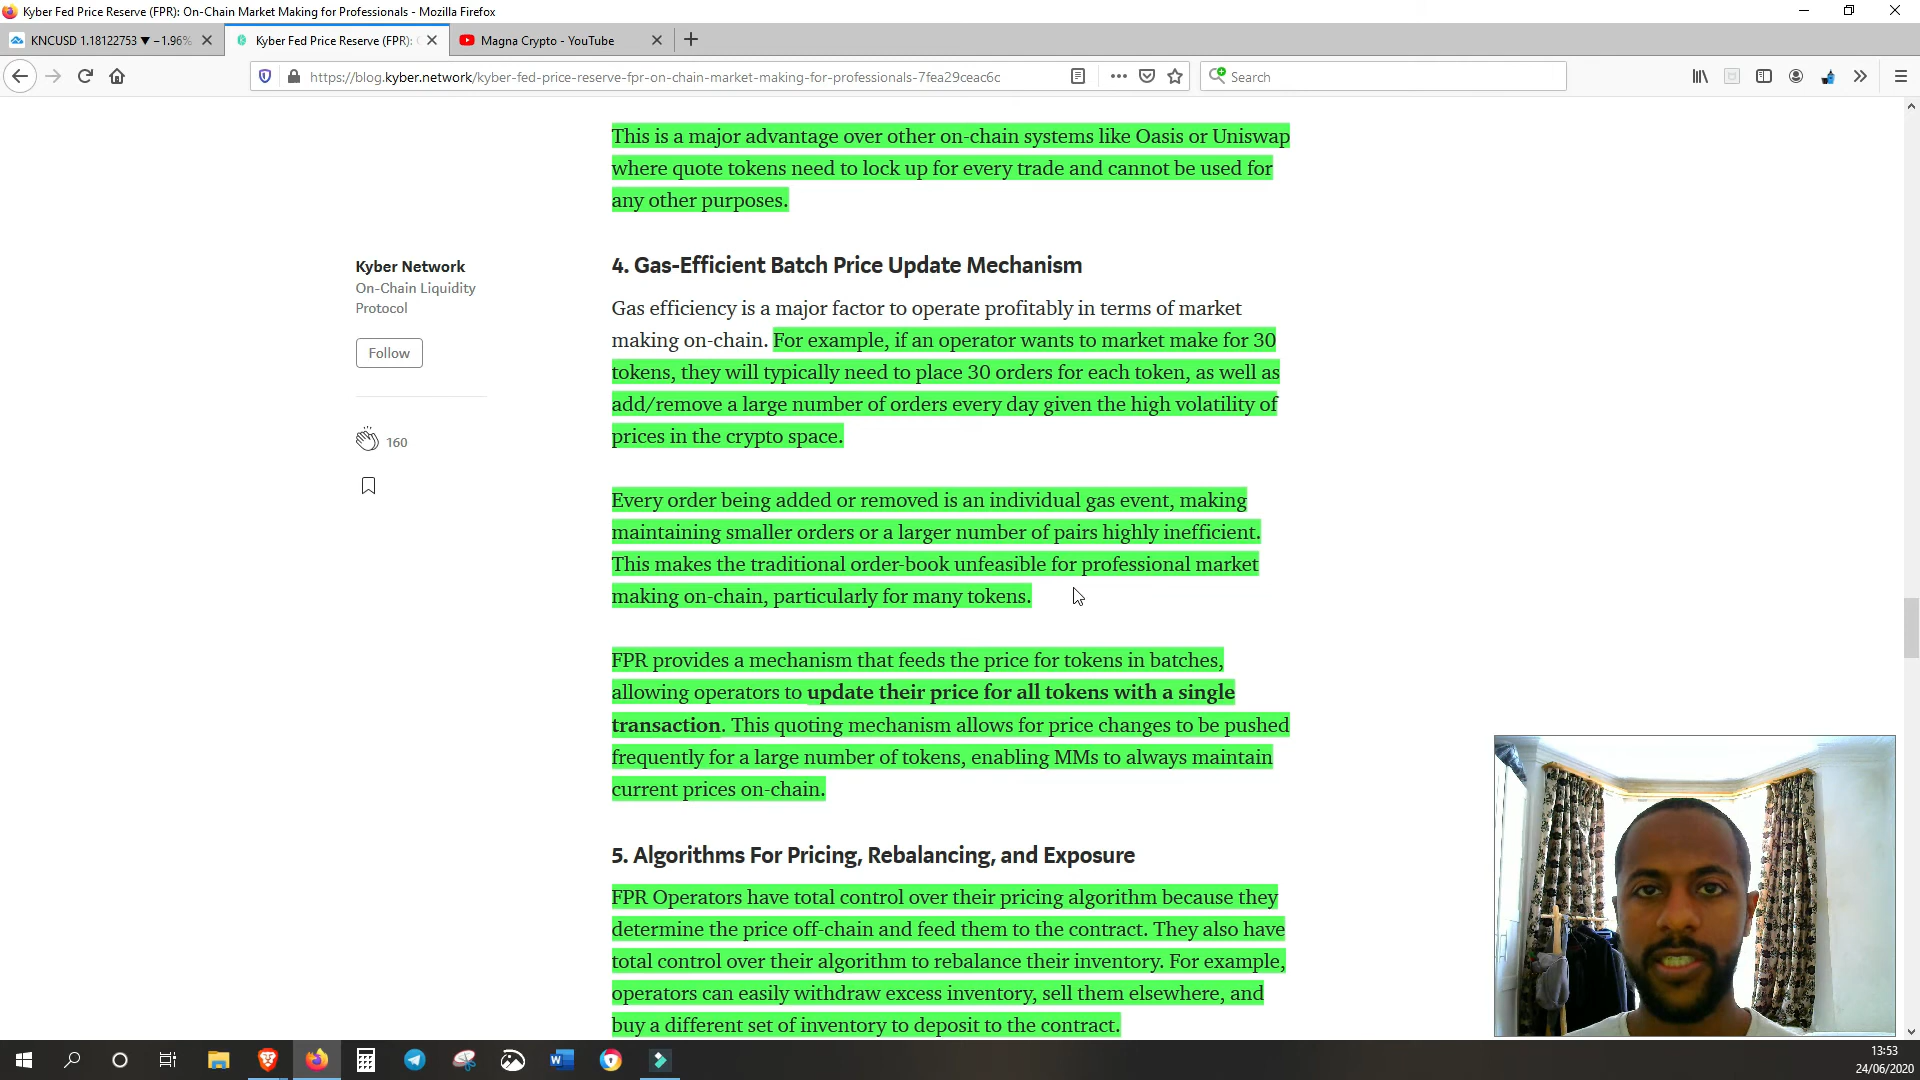 Kyber Fed Price Reserve (FPR): On-Chain Market Making for Professionals - Mozilla Firefox
KNCUSD 1.18122753 ▼ −1.96%
Kyber Fed Price Reserve (FPR):
Magna Crypto - YouTube
https://blog.kyber.network/kyber-fed-price-reserve-fpr-on-chain-market-making-for-professionals-7fea29ceac6c
Search
This is a major advantage over other on-chain systems like Oasis or Uniswap
where quote tokens need to lock up for every trade and cannot be used for
any other purposes.
Kyber Network
On-Chain Liquidity
Protocol
Follow
160
4. Gas-Efficient Batch Price Update Mechanism
Gas efficiency is a major factor to operate profitably in terms of market
making on-chain. For example, if an operator wants to market make for 30
tokens, they will typically need to place 30 orders for each token, as well as
add/remove a large number of orders every day given the high volatility of
prices in the crypto space.
Every order being added or removed is an individual gas event, making
maintaining smaller orders or a larger number of pairs highly inefficient.
This makes the traditional order-book unfeasible for professional market
making on-chain, particularly for many tokens.
FPR provides a mechanism that feeds the price for tokens in batches,
allowing operators to update their price for all tokens with a single
transaction. This quoting mechanism allows for price changes to be pushed
frequently for a large number of tokens, enabling MMs to always maintain
current prices on-chain.
5. Algorithms For Pricing, Rebalancing, and Exposure
FPR Operators have total control over their pricing algorithm because they
determine the price off-chain and feed them to the contract. They also have
total control over their algorithm to rebalance their inventory. For example,
operators can easily withdraw excess inventory, sell them elsewhere, and
buy a different set of inventory to deposit to the contract.
13:53
24/06/2020